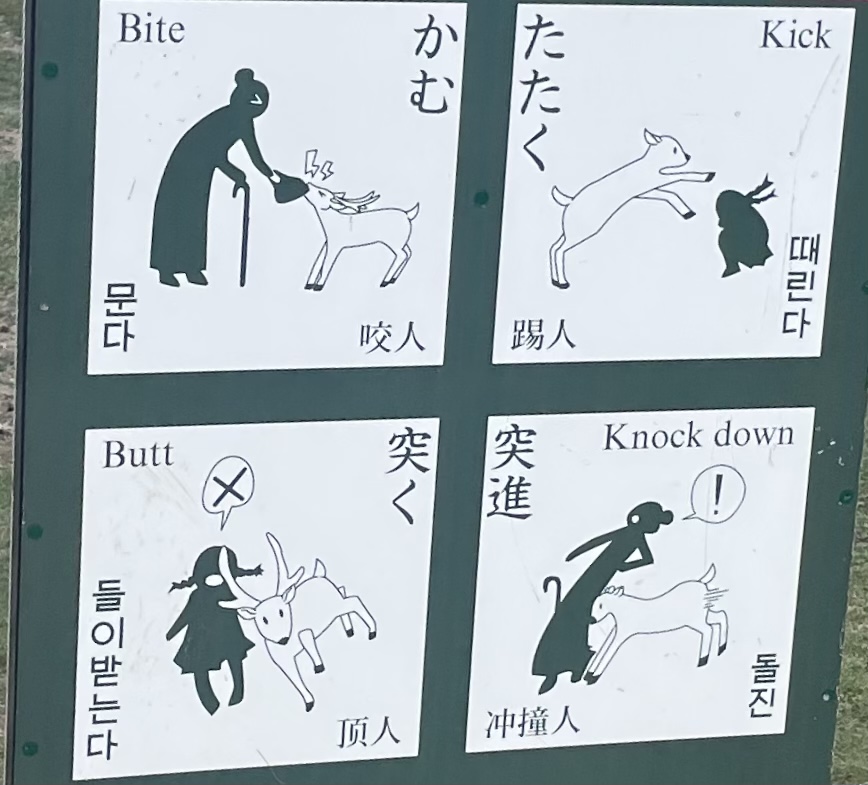 Bite
かむ
문다
咬人
Kick
たたく
踢人
때린다
Butt
突く
들이받는다
顶人
Knock down
突進
!
冲撞人
돌진